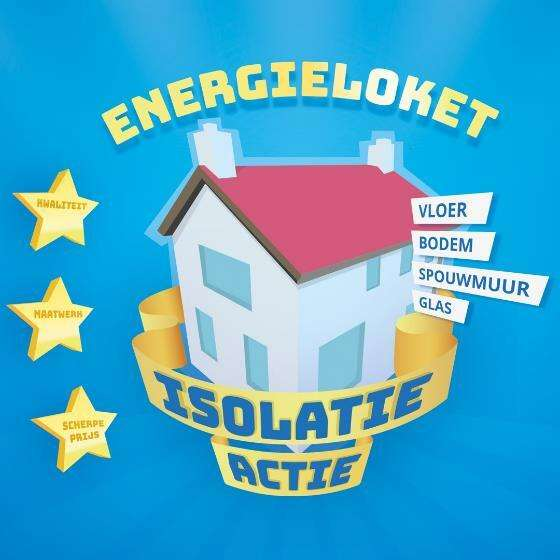 ENERGIELOKET
KWALITEIT
MAATWERK
SCHERPE
PRIJS
VLOER
BODEM
SPOUWMUUR
GLAS
ISOLATIE
ACTIE